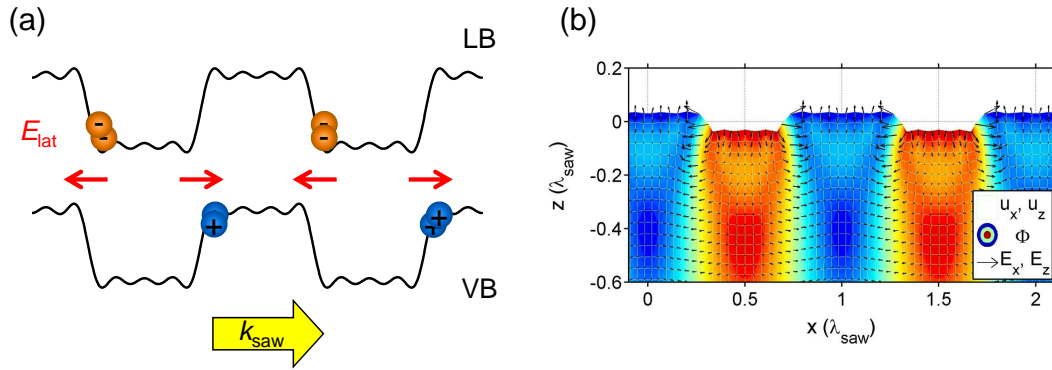 (a)
LB
E_lat
- - - -
+ + +
VB
k_saw
(b)
z (λ_saw)
0.2
0
-0.2
-0.4
-0.6
0 0.5 1 1.5 2
x (λ_saw)
u_x, u_z
Φ
E_x, E_z